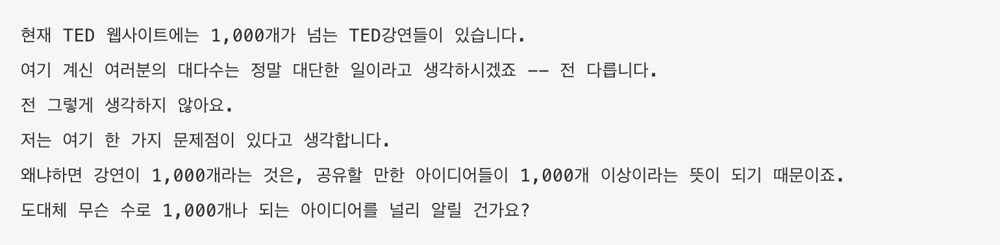 현재 TED 웹사이트에는 1,000개가 넘는 TED강연들이 있습니다.
여기 계신 여러분의 대다수는 정말 대단한 일이라고 생각하시겠죠 -- 전 다릅니다.
전 그렇게 생각하지 않아요.
저는 여기 한 가지 문제점이 있다고 생각합니다.
왜냐하면 강연이 1,000개라는 것은, 공유할 만한 아이디어들이 1,000개 이상이라는 뜻이 되기 때문이죠.
도대체 무슨 수로 1,000개나 되는 아이디어를 널리 알릴 건가요?